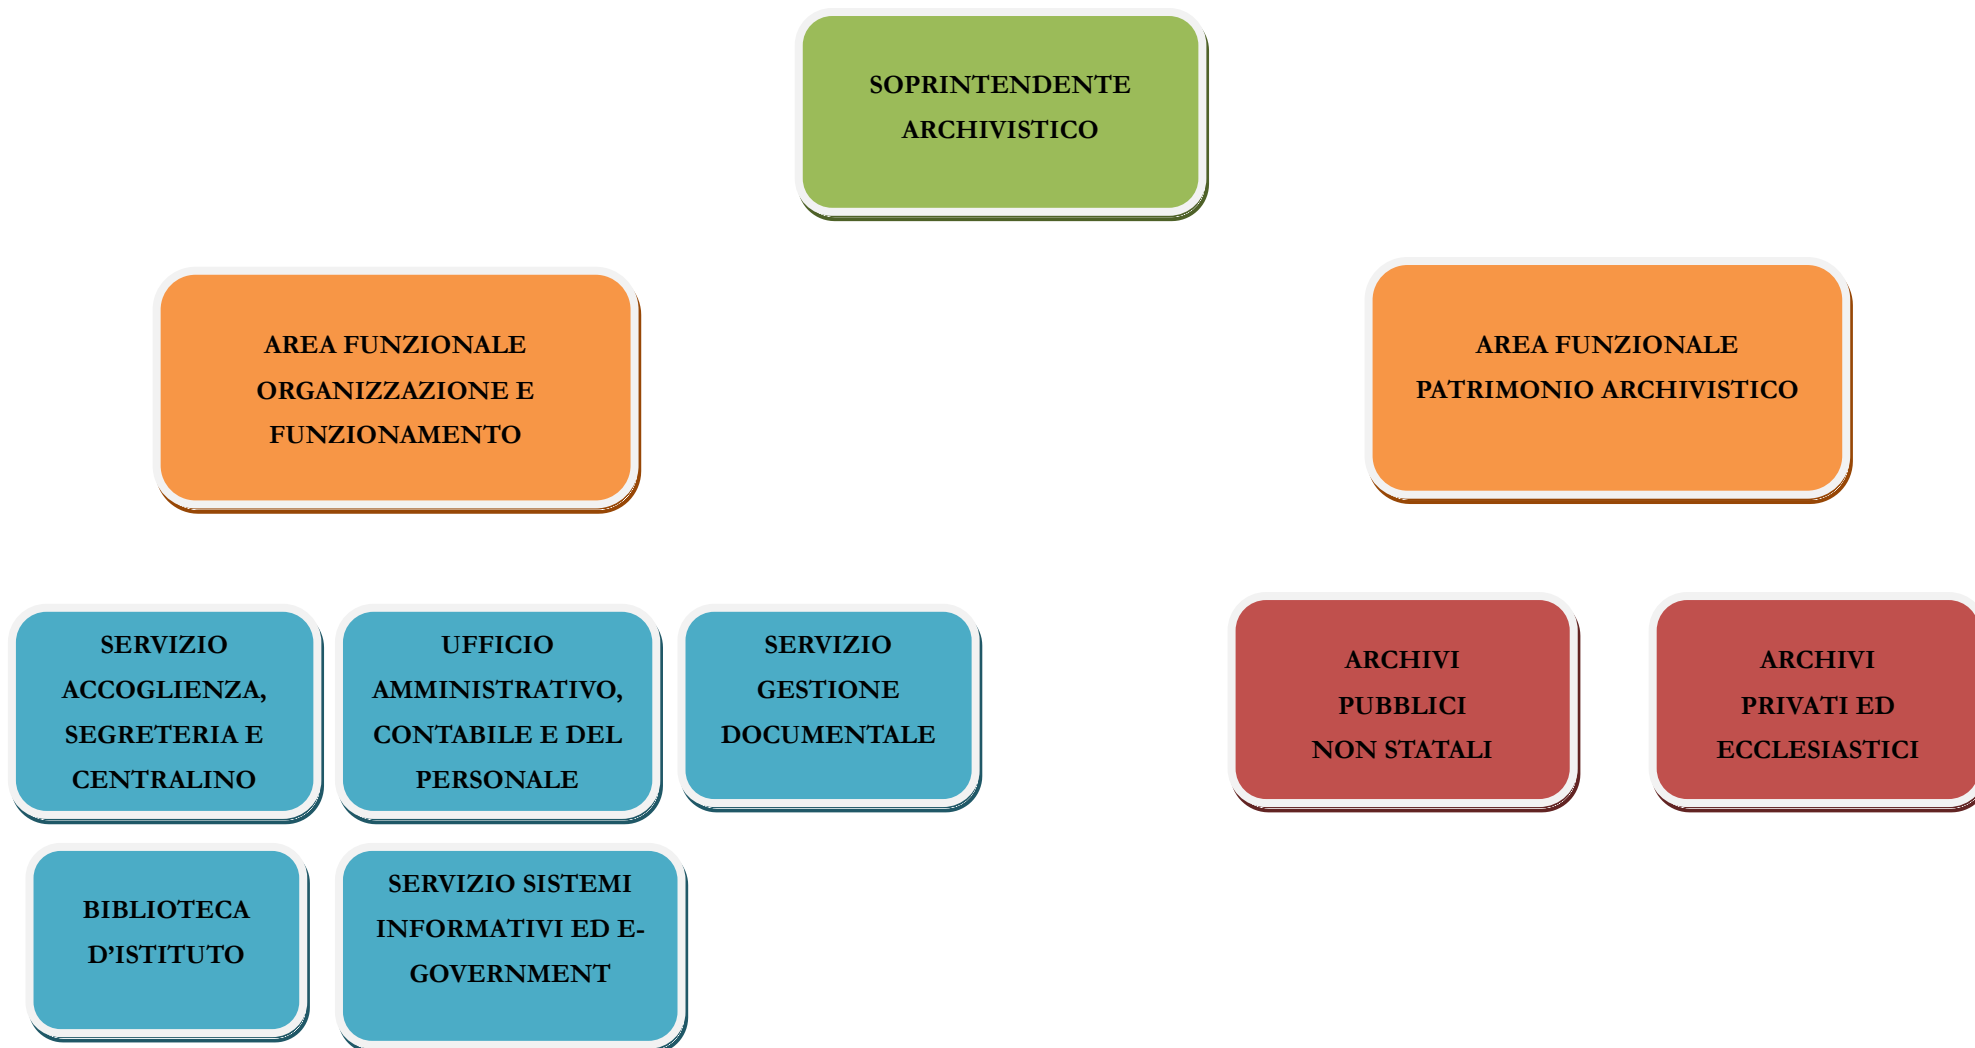 SOPRINTENDENTE
ARCHIVISTICO
AREA FUNZIONALE
ORGANIZZAZIONE E
FUNZIONAMENTO
AREA FUNZIONALE
PATRIMONIO ARCHIVISTICO
SERVIZIO
ACCOGLIENZA,
SEGRETERIA E
CENTRALINO
UFFICIO
AMMINISTRATIVO,
CONTABILE E DEL
PERSONALE
SERVIZIO
GESTIONE
DOCUMENTALE
ARCHIVI
PUBBLICI
NON STATALI
ARCHIVI
PRIVATI ED
ECCLESIASTICI
BIBLIOTECA
D’ISTITUTO
SERVIZIO SISTEMI
INFORMATIVI ED E-
GOVERNMENT